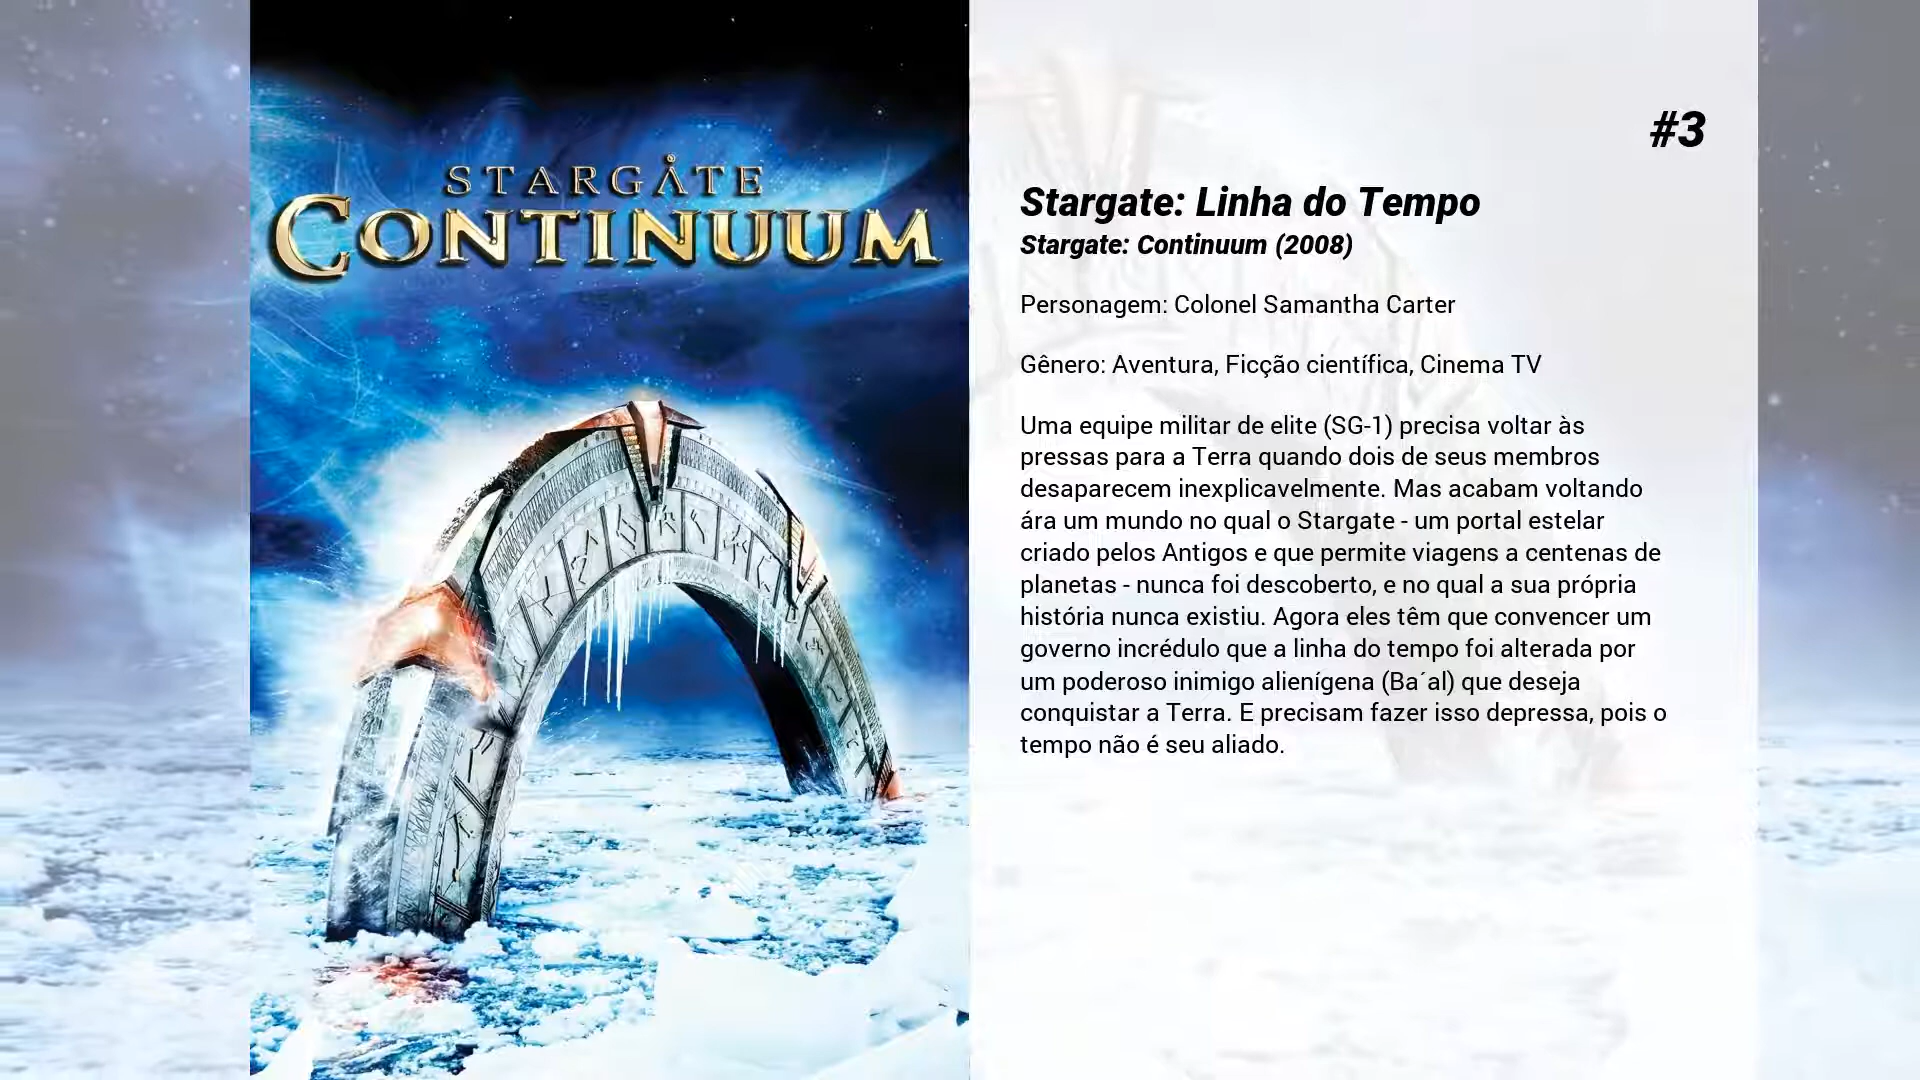 STARGATE
CONTINUUM
#3
Stargate: Linha do Tempo
Stargate: Continuum (2008)
Personagem: Colonel Samantha Carter
Gênero: Aventura, Ficção científica, Cinema TV
Uma equipe militar de elite (SG-1) precisa voltar às
pressas para a Terra quando dois de seus membros
desaparecem inexplicavelmente. Mas acabam voltando
ára um mundo no qual o Stargate - um portal estelar
criado pelos Antigos e que permite viagens a centenas de
planetas - nunca foi descoberto, e no qual a sua própria
história nunca existiu. Agora eles têm que convencer um
governo incrédulo que a linha do tempo foi alterada por
um poderoso inimigo alienígena (Ba´al) que deseja
conquistar a Terra. E precisam fazer isso depressa, pois o
tempo não é seu aliado.